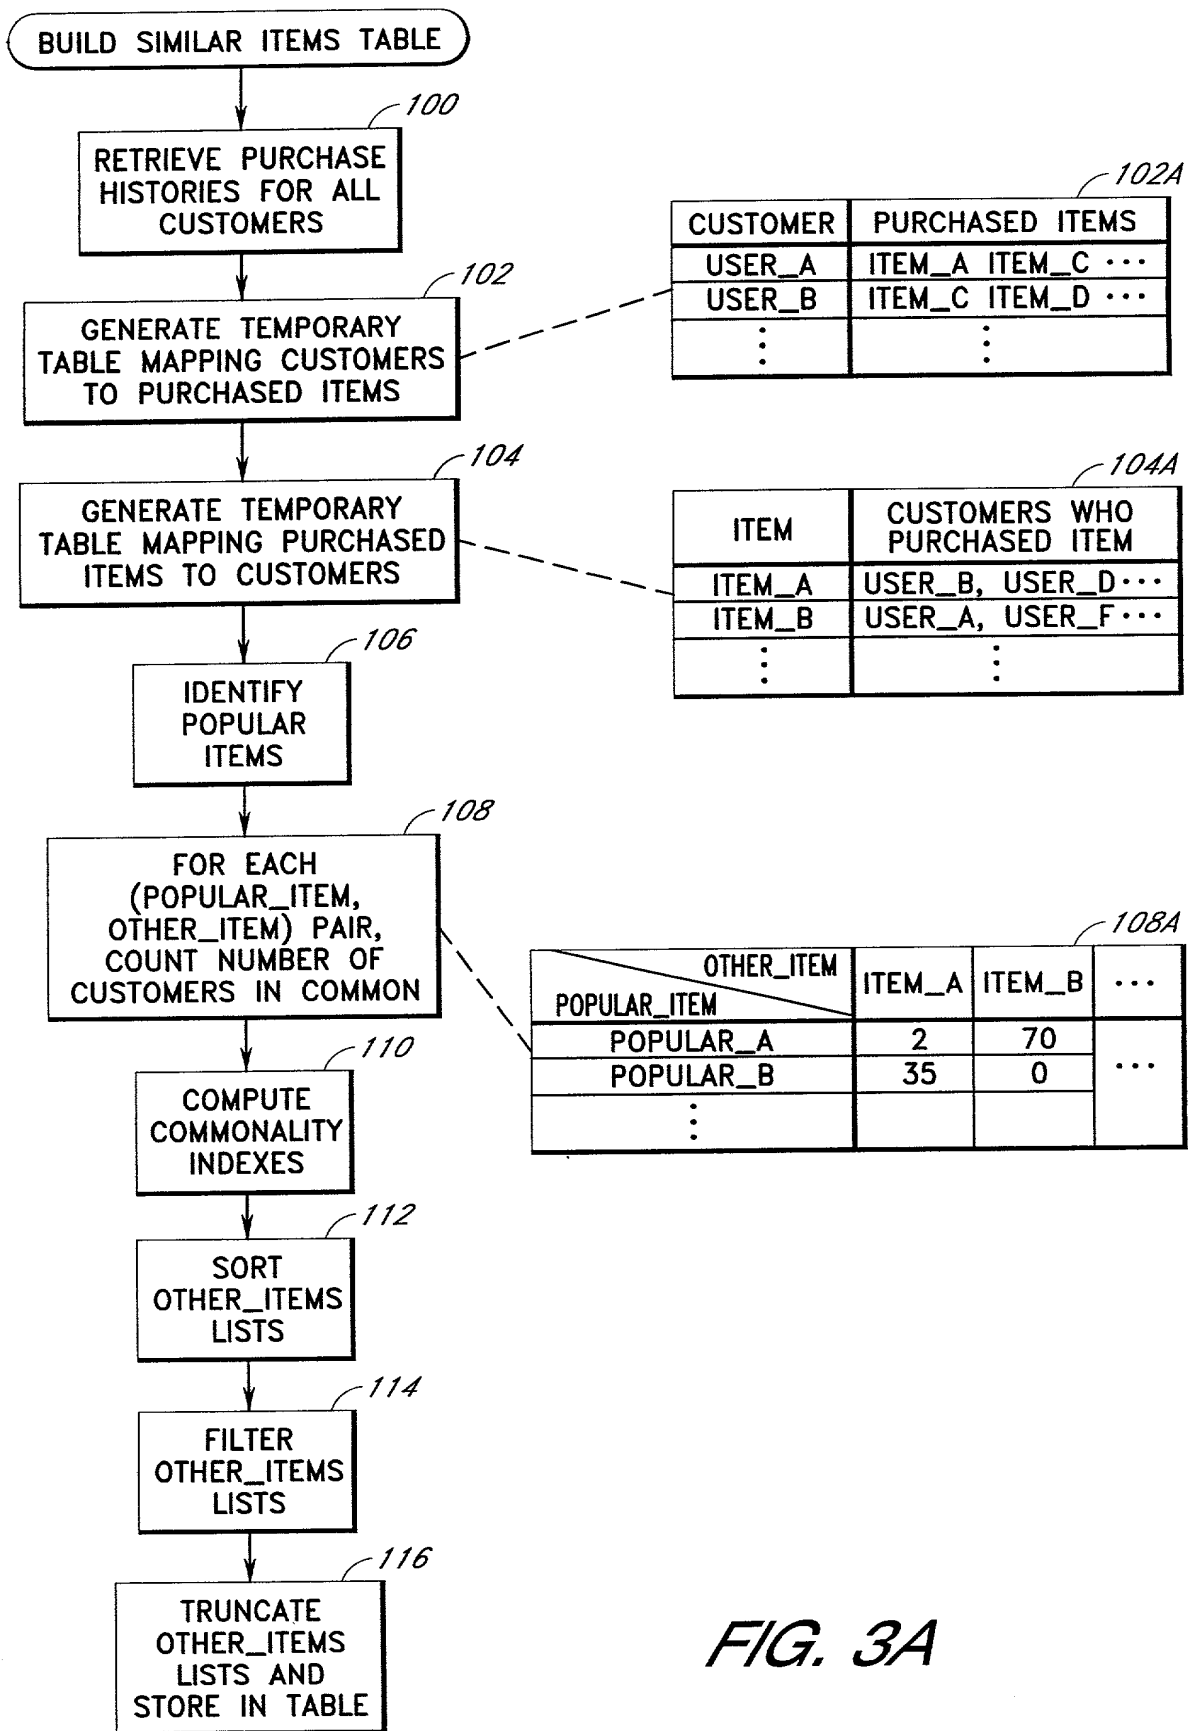 BUILD SIMILAR ITEMS TABLE
100
RETRIEVE PURCHASE
HISTORIES FOR ALL
CUSTOMERS
102
GENERATE TEMPORARY
TABLE MAPPING CUSTOMERS
TO PURCHASED ITEMS
102A
CUSTOMER PURCHASED ITEMS
USER_A ITEM_A ITEM_C ···
USER_B ITEM_C ITEM_D ···
104
GENERATE TEMPORARY
TABLE MAPPING PURCHASED
ITEMS TO CUSTOMERS
104A
ITEM CUSTOMERS WHO
PURCHASED ITEM
ITEM_A USER_B, USER_D···
ITEM_B USER_A, USER_F···
106
IDENTIFY
POPULAR
ITEMS
108
FOR EACH
(POPULAR_ITEM,
OTHER_ITEM) PAIR,
COUNT NUMBER OF
CUSTOMERS IN COMMON
108A
OTHER_ITEM ITEM_A ITEM_B ···
POPULAR_ITEM
POPULAR_A 2 70
POPULAR_B 35 0 ···
110
COMPUTE
COMMONALITY
INDEXES
112
SORT
OTHER_ITEMS
LISTS
114
FILTER
OTHER_ITEMS
LISTS
116
TRUNCATE
OTHER_ITEMS
LISTS AND
STORE IN TABLE
FIG. 3A